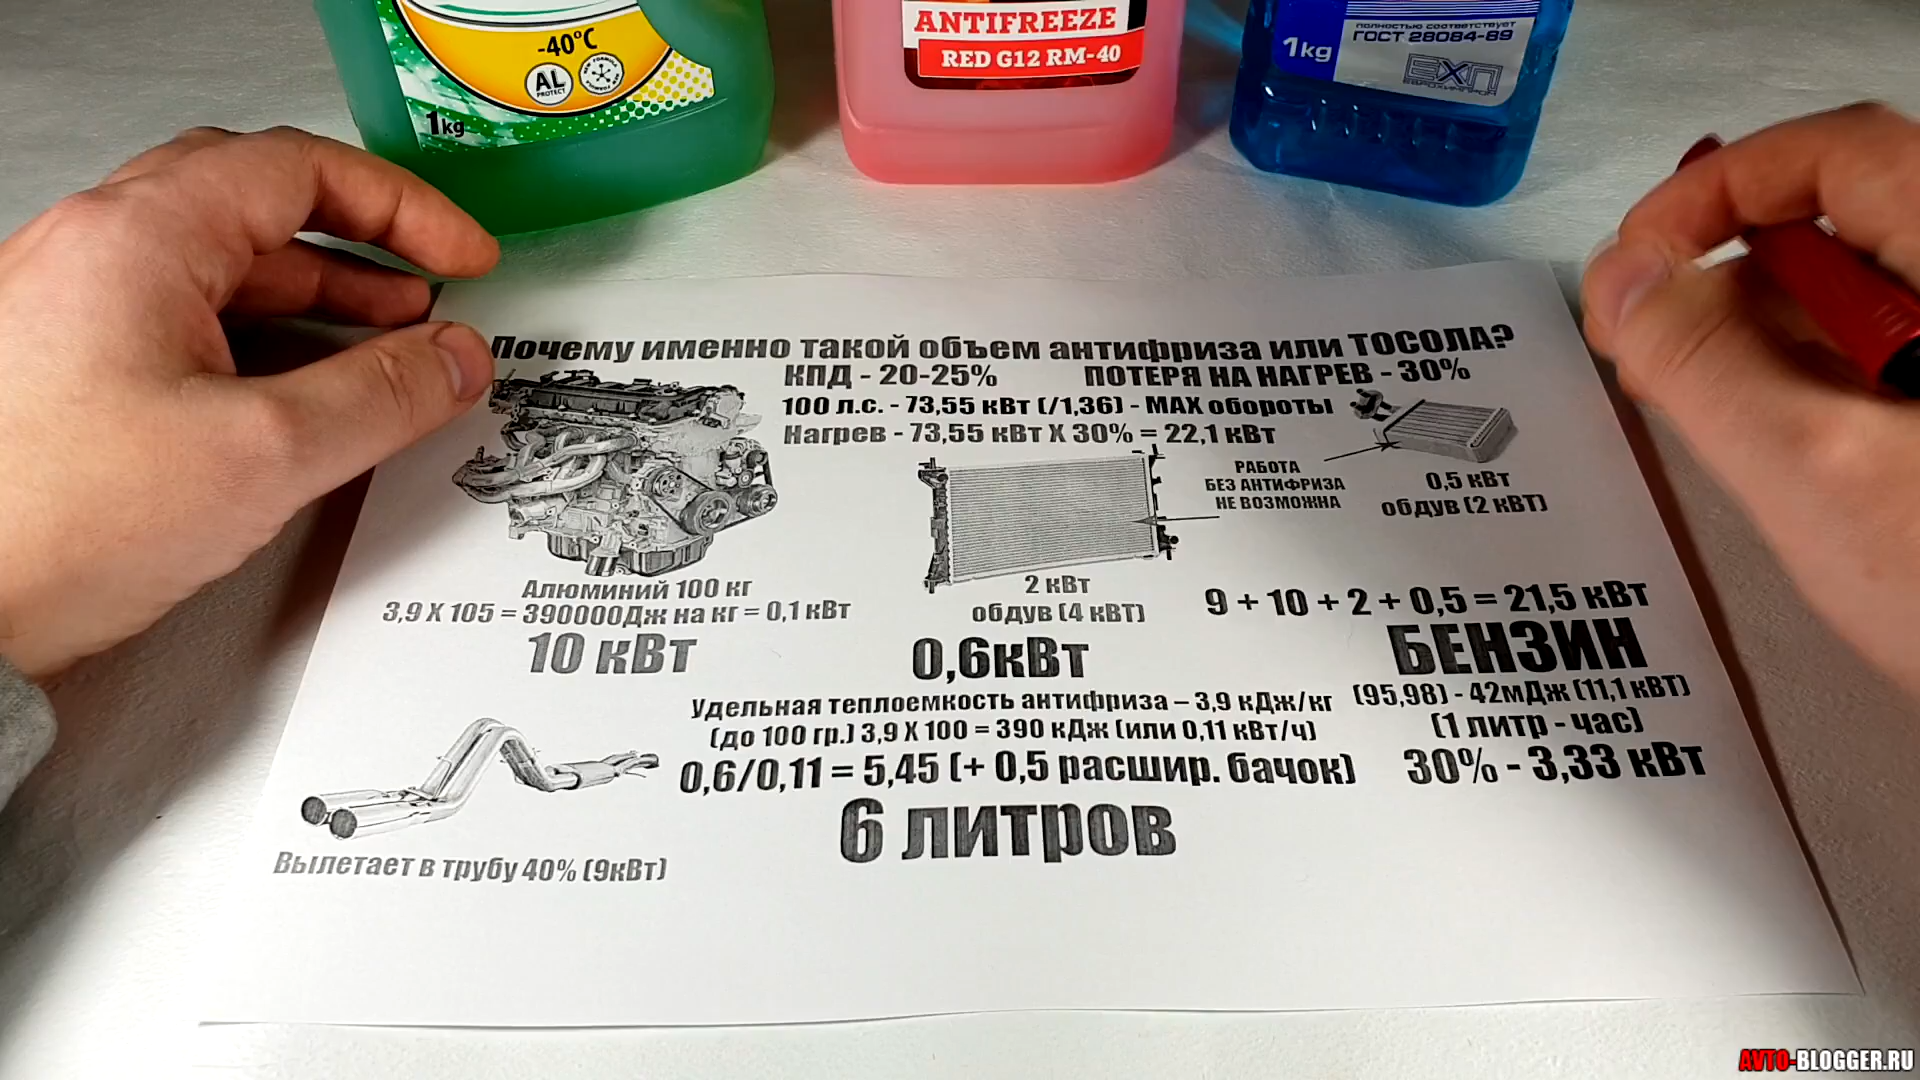 -40°C
AL
PROTECT
1kg
ANTIFREEZE
RED G12 RM-40
полностью соответствует
ГОСТ 28084-89
1kg
ЕХП
ЕВРОХИМПРОМ
Почему именно такой объем антифриза или ТОСОЛА?
КПД - 20-25% ПОТЕРЯ НА НАГРЕВ - 30%
100 л.с. - 73,55 кВт (/1,36) - МАХ обороты
Нагрев - 73,55 кВт Х 30% = 22,1 кВт
РАБОТА
БЕЗ АНТИФРИЗА
НЕ ВОЗМОЖНА
0,5 кВт
обдув (2 кВТ)
Алюминий 100 кг
3,9 Х 105 = 390000Дж на кг = 0,1 кВт
10 кВт
2 кВт
обдув (4 кВТ)
0,6кВт
9 + 10 + 2 + 0,5 = 21,5 кВт
БЕНЗИН
(95,98) - 42мДж (11,1 кВТ)
(1 литр - час)
30% - 3,33 кВт
Удельная теплоемкость антифриза – 3,9 кДж/кг
(до 100 гр.) 3,9 Х 100 = 390 кДж (или 0,11 кВт/ч)
0,6/0,11 = 5,45 (+ 0,5 расшир. бачок)
6 литров
Вылетает в трубу 40% (9кВт)
AVTO-BLOGGER.RU